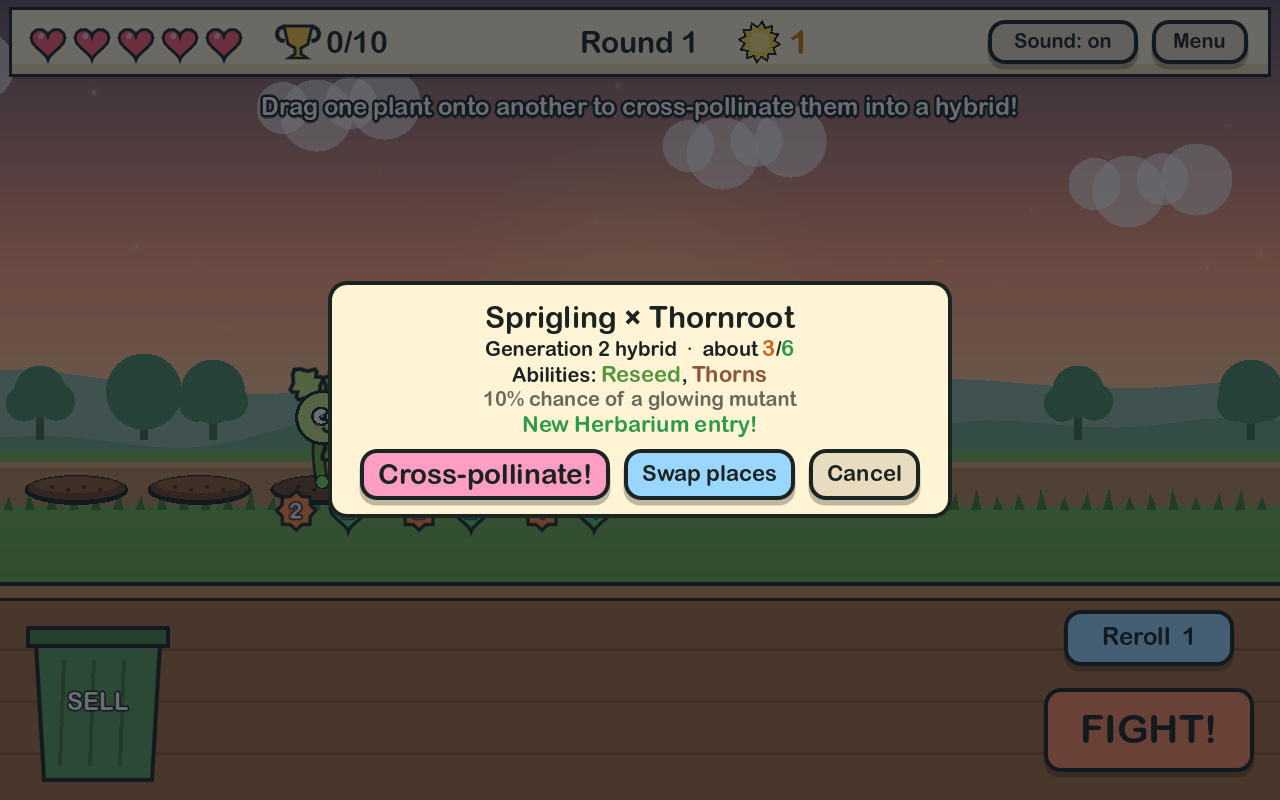 0/10
Round 1
1
Sound: on
Menu
Drag one plant onto another to cross-pollinate them into a hybrid!
Sprigling × Thornroot
Generation 2 hybrid · about 3/6
Abilities: Reseed, Thorns
10% chance of a glowing mutant
New Herbarium entry!
Cross-pollinate!
Swap places
Cancel
2
SELL
Reroll 1
FIGHT!